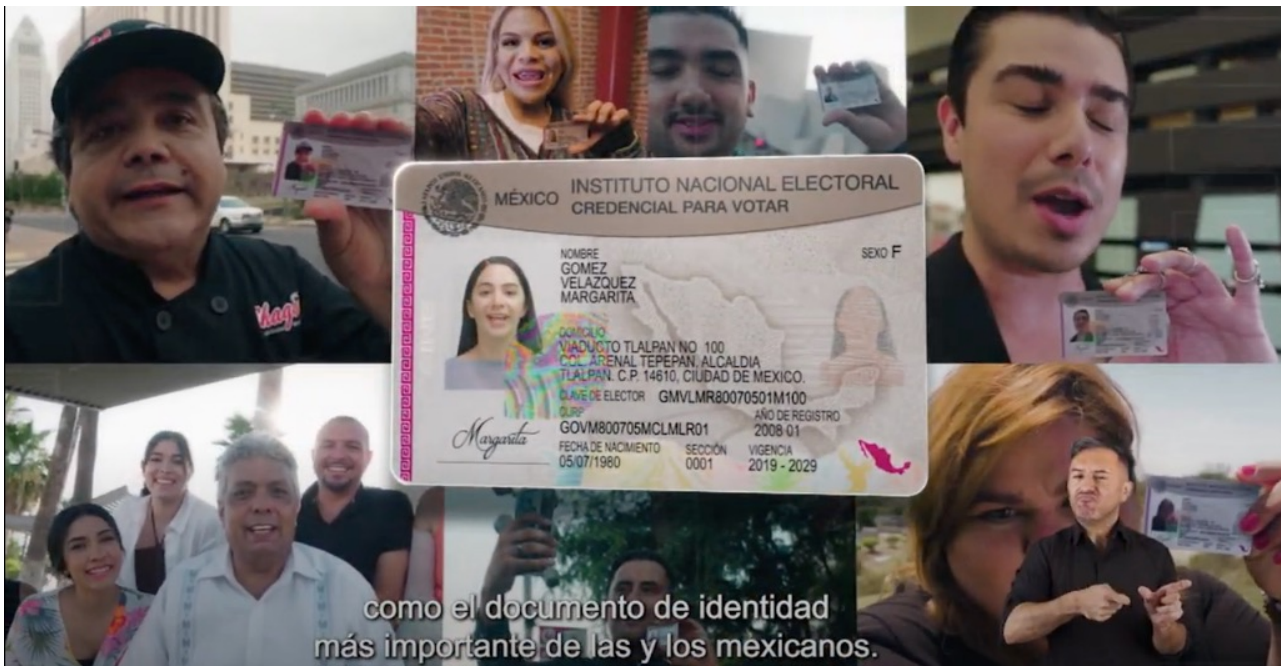 MÉXICO
INSTITUTO NACIONAL ELECTORAL
CREDENCIAL PARA VOTAR
NOMBRE
GOMEZ
VELAZQUEZ
MARGARITA
SEXO F
DOMICILIO
VIADUCTO TLALPAN NO 100
COL. ARENAL TEPEPAN. ALCALDIA
TLALPAN. C.P. 14610, CIUDAD DE MEXICO.
CLAVE DE ELECTOR GMVLMR80070501M100
CURP
GOVM800705MCLMLR01
AÑO DE REGISTRO
2008 01
FECHA DE NACIMIENTO
05/07/1980
SECCIÓN
0001
VIGENCIA
2019 - 2029
Margarita
como el documento de identidad
más importante de las y los mexicanos.